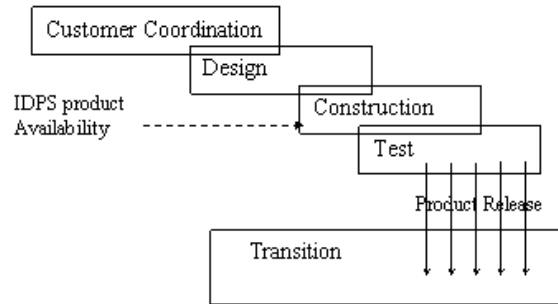 Customer Coordination
Design
IDPS product
Availability
Construction
Test
Product Release
Transition